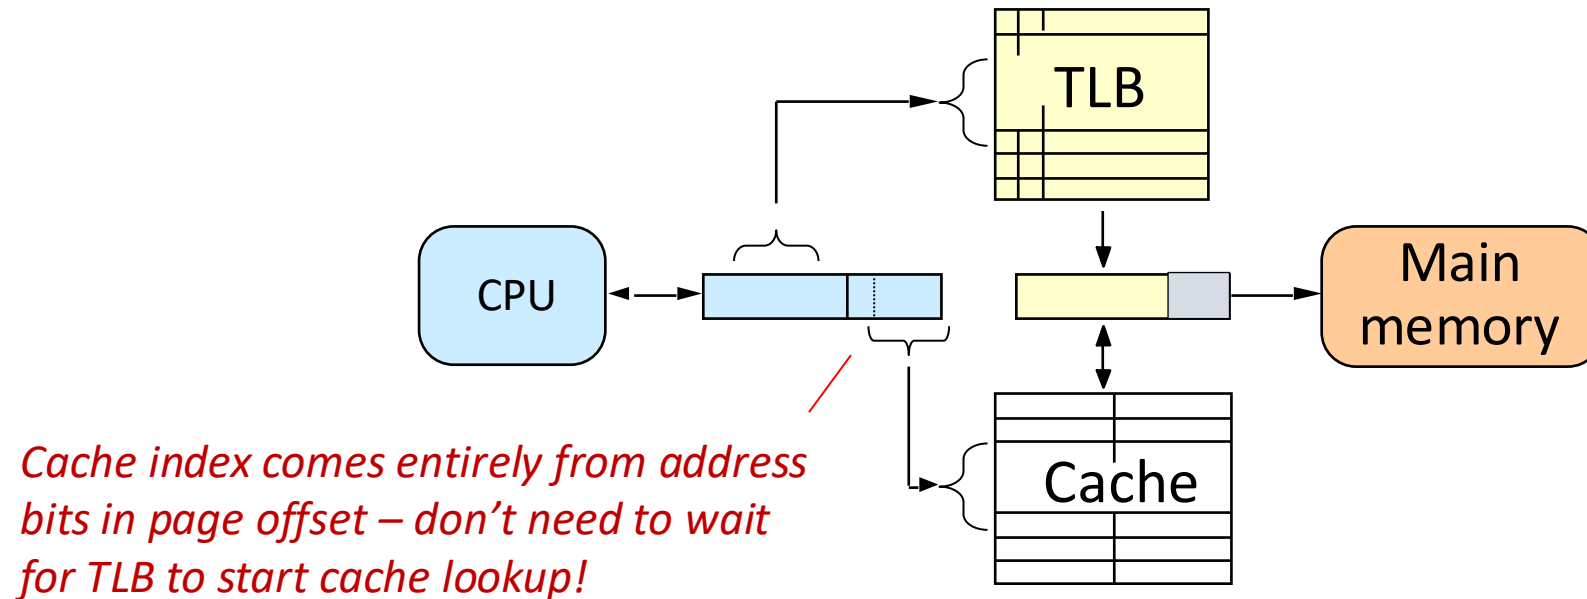 TLB
CPU
Main
memory
Cache
Cache index comes entirely from address
bits in page offset – don’t need to wait
for TLB to start cache lookup!